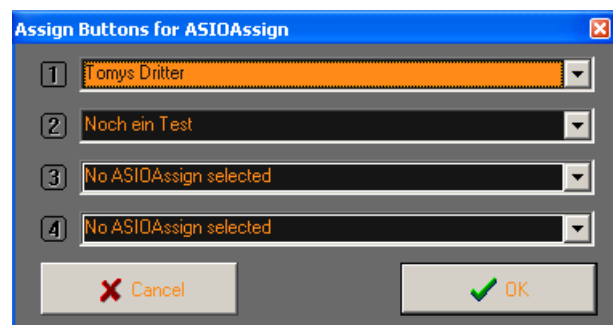 Assign Buttons for ASIOAssign
1 Tomys Dritter
2 Noch ein Test
3 No ASIOAssign selected
4 No ASIOAssign selected
Cancel OK